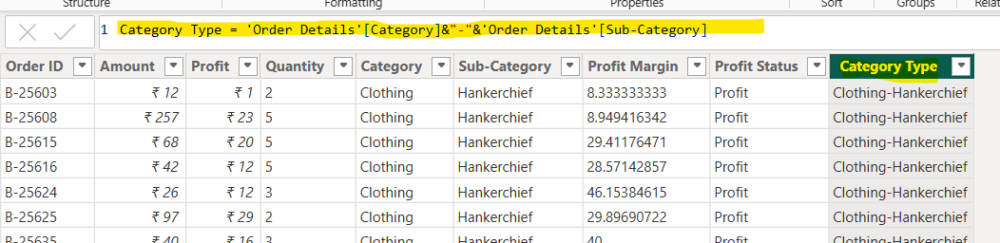 Structure Formatting Properties Sort Groups Relat
1 Category Type = 'Order Details'[Category]&"-"&'Order Details'[Sub-Category]
Order ID Amount Profit Quantity Category Sub-Category Profit Margin Profit Status Category Type
B-25603 ₹ 12 ₹ 1 2 Clothing Hankerchief 8.333333333 Profit Clothing-Hankerchief
B-25608 ₹ 257 ₹ 23 5 Clothing Hankerchief 8.949416342 Profit Clothing-Hankerchief
B-25615 ₹ 68 ₹ 20 5 Clothing Hankerchief 29.41176471 Profit Clothing-Hankerchief
B-25616 ₹ 42 ₹ 12 5 Clothing Hankerchief 28.57142857 Profit Clothing-Hankerchief
B-25624 ₹ 26 ₹ 12 3 Clothing Hankerchief 46.15384615 Profit Clothing-Hankerchief
B-25625 ₹ 97 ₹ 29 2 Clothing Hankerchief 29.89690722 Profit Clothing-Hankerchief
B-25635 ₹ 40 ₹ 16 3 Clothing Hankerchief 40 Profit Clothing-Hankerchief